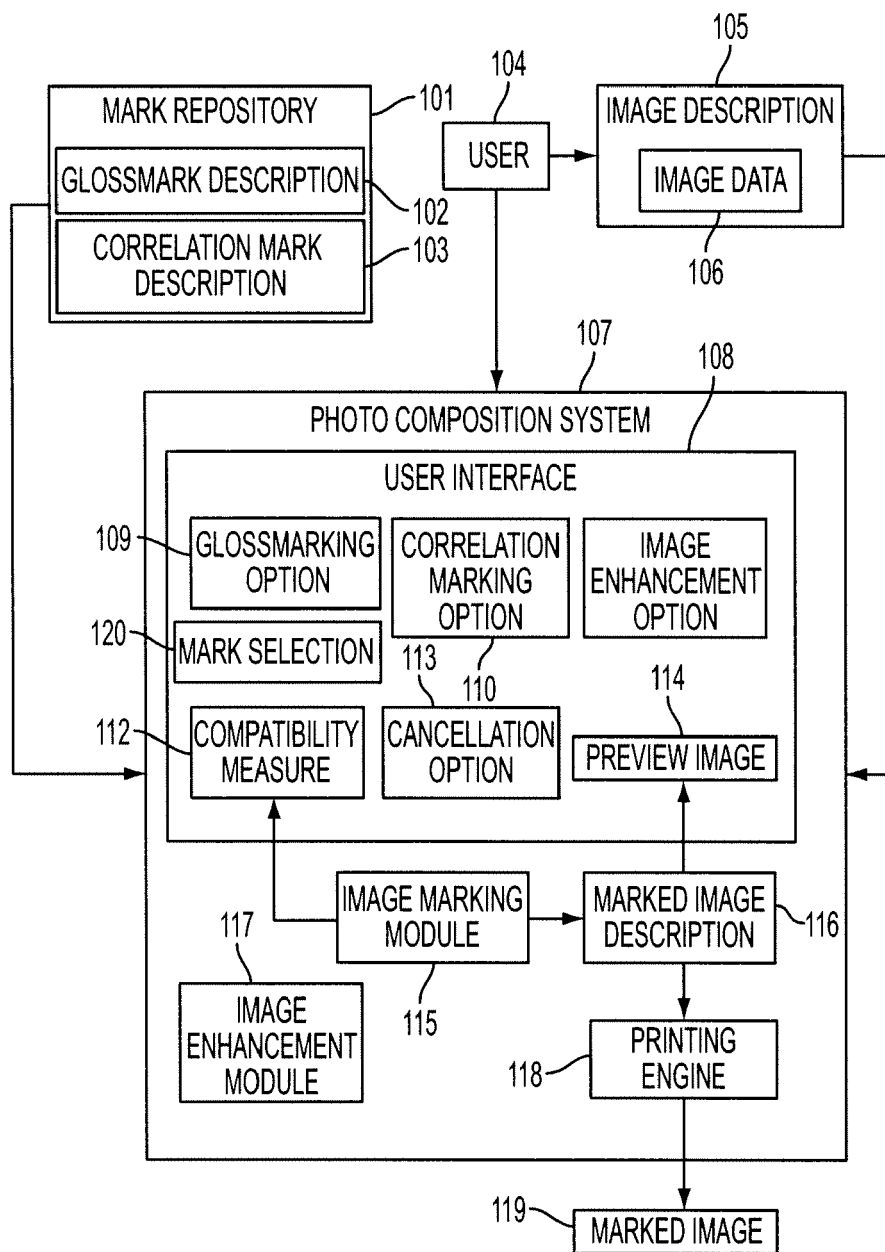 105
104
MARK REPOSITORY
101
IMAGE DESCRIPTION
USER
GLOSSMARK DESCRIPTION
IMAGE DATA
102
CORRELATION MARK
DESCRIPTION
103
106
107
108
PHOTO COMPOSITION SYSTEM
USER INTERFACE
109
GLOSSMARKING
OPTION
CORRELATION
MARKING
OPTION
IMAGE
ENHANCEMENT
OPTION
120
MARK SELECTION
113
110
114
112
COMPATIBILITY
MEASURE
CANCELLATION
OPTION
PREVIEW IMAGE
117
IMAGE MARKING
MODULE
MARKED IMAGE
DESCRIPTION
116
115
IMAGE
ENHANCEMENT
MODULE
118
PRINTING
ENGINE
119
MARKED IMAGE